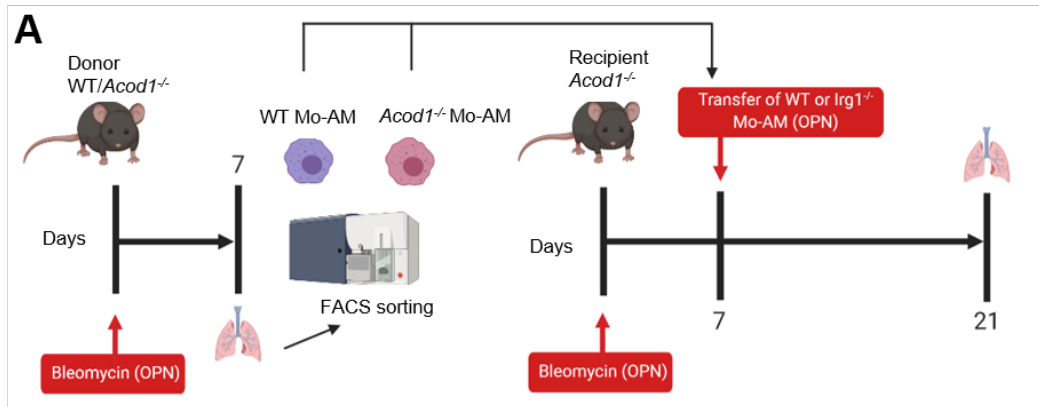 A
Donor
WT/Acod1-/-
WT Mo-AM
Acod1-/- Mo-AM
7
Days
FACS sorting
Bleomycin (OPN)
Recipient
Acod1-/-
Transfer of WT or Irg1-/-
Mo-AM (OPN)
Days
7
21
Bleomycin (OPN)